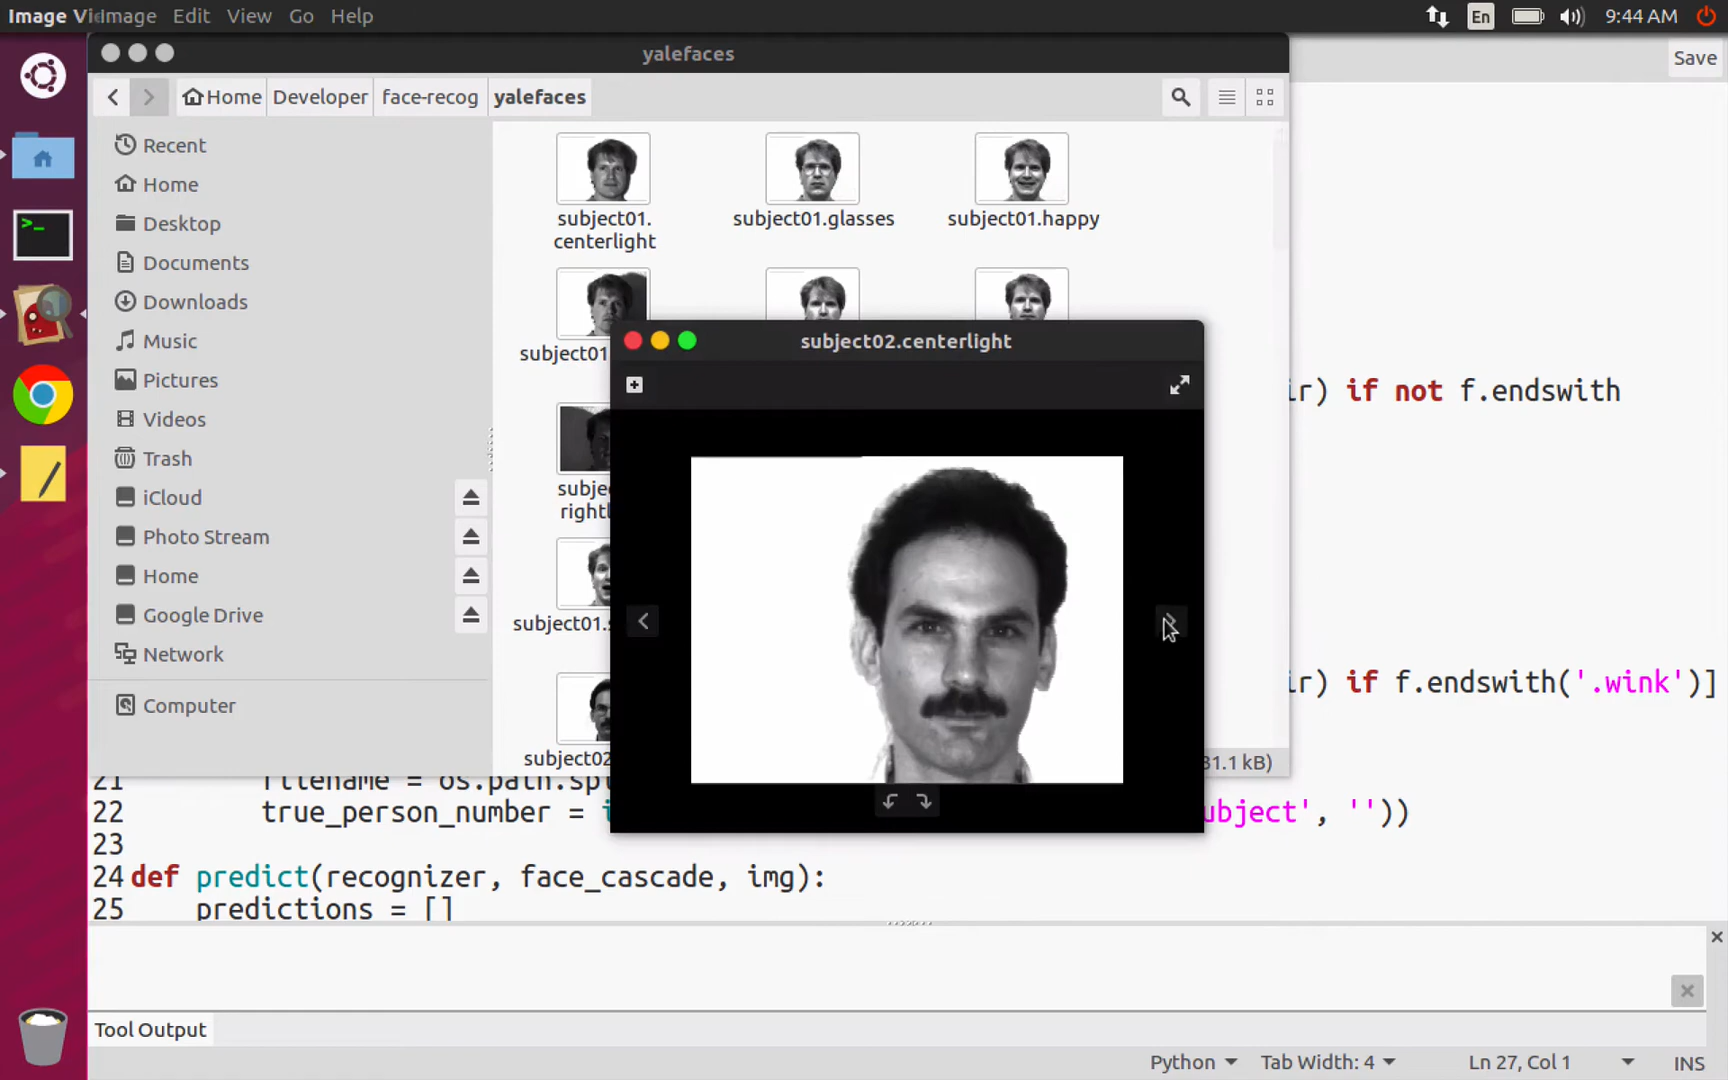 Image Vi Image Edit View Go Help En 9:44 AM
yalefaces
Save
Home Developer face-recog yalefaces
Recent
Home
Desktop
Documents
Downloads
Music
Pictures
Videos
Trash
iCloud
Photo Stream
Home
Google Drive
Network
Computer
subject01.
centerlight
subject01.glasses
subject01.happy
subject01.
subje
rightl
subject01.s
subject02
subject02.centerlight
ir) if not f.endswith
ir) if f.endswith('.wink')]
31.1 kB)
21 filename = os.path.spl
22 true_person_number = i ubject', ''))
23
24 def predict(recognizer, face_cascade, img):
25 predictions = []
Tool Output
Python Tab Width: 4 Ln 27, Col 1 INS